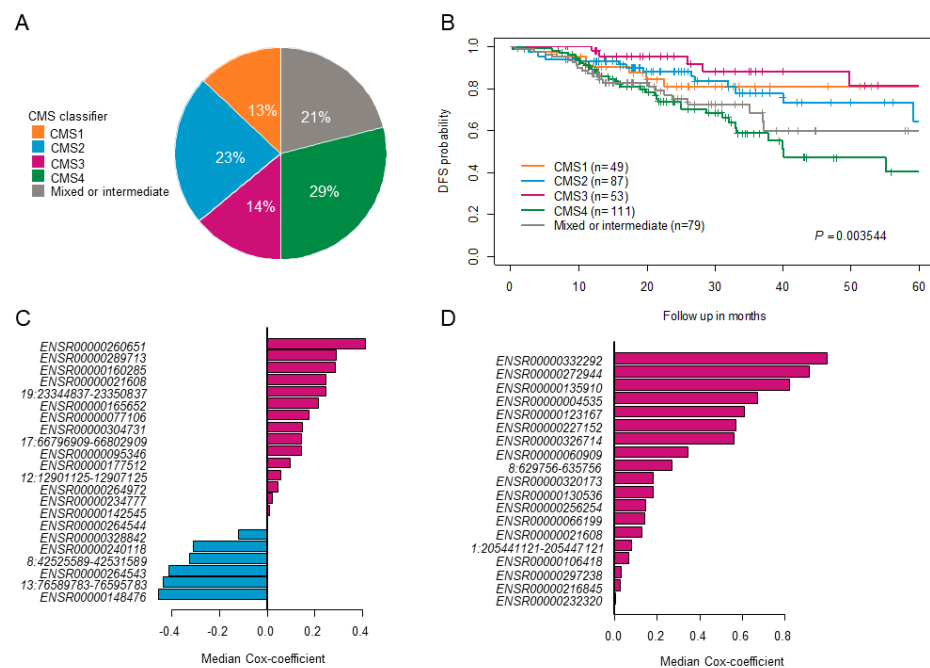 A
CMS classifier
CMS1
CMS2
CMS3
CMS4
Mixed or intermediate
13%
21%
23%
14%
29%
B
DFS probability
1.0
0.8
0.6
0.4
0.2
0.0
CMS1 (n= 49)
CMS2 (n= 87)
CMS3 (n= 53)
CMS4 (n= 111)
Mixed or intermediate (n=79)
P = 0.003544
0 10 20 30 40 50 60
Follow up in months
C
ENSR00000260651
ENSR00000289713
ENSR00000160285
ENSR00000021608
19:23344837-23350837
ENSR00000165652
ENSR00000077106
ENSR00000304731
17:66796909-66802909
ENSR00000095346
ENSR00000177512
12:12901125-12907125
ENSR00000264972
ENSR00000234777
ENSR00000142545
ENSR00000264544
ENSR00000328842
ENSR00000240118
8:42525589-42531589
ENSR00000264543
13:76589783-76595783
ENSR00000148476
-0.4 -0.2 0.0 0.2 0.4
Median Cox-coefficient
D
ENSR00000332292
ENSR00000272944
ENSR00000135910
ENSR00000004535
ENSR00000123167
ENSR00000227152
ENSR00000326714
ENSR00000060909
8:629756-635756
ENSR00000320173
ENSR00000130536
ENSR00000256254
ENSR00000066199
ENSR00000021608
1:205441121-205447121
ENSR00000106418
ENSR00000297238
ENSR00000216845
ENSR00000232320
0.0 0.2 0.4 0.6 0.8
Median Cox-coefficient